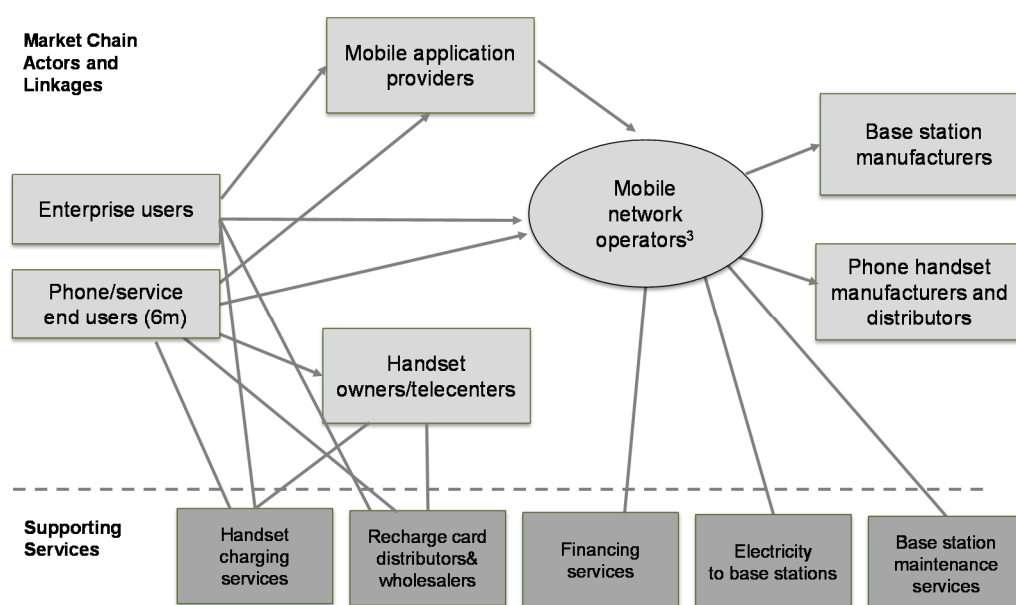 Market Chain
Actors and
Linkages
Mobile application
providers
Base station
manufacturers
Enterprise users
Mobile
network
operators³
Phone/service
end users (6m)
Phone handset
manufacturers and
distributors
Handset
owners/telecenters
Supporting
Services
Handset
charging
services
Recharge card
distributors&
wholesalers
Financing
services
Electricity
to base stations
Base station
maintenance
services